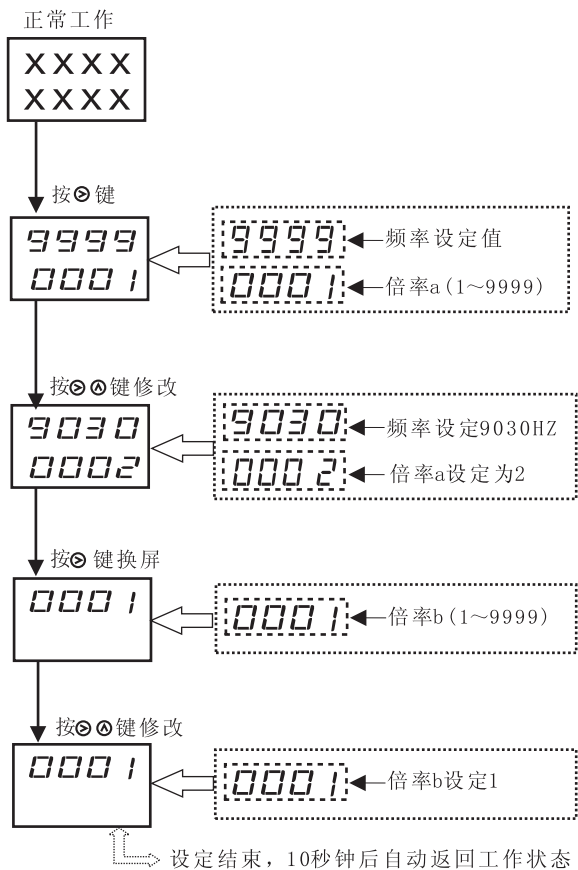 正常工作
XXXX
XXXX
按>键
9999
0001
9999 频率设定值
0001 倍率a(1~9999)
按>∧键修改
9030
0002
9030 频率设定9030HZ
0002 倍率a设定为2
按>键换屏
0001
0001 倍率b(1~9999)
按>∧键修改
0001
0001 倍率b设定1
设定结束，10秒钟后自动返回工作状态